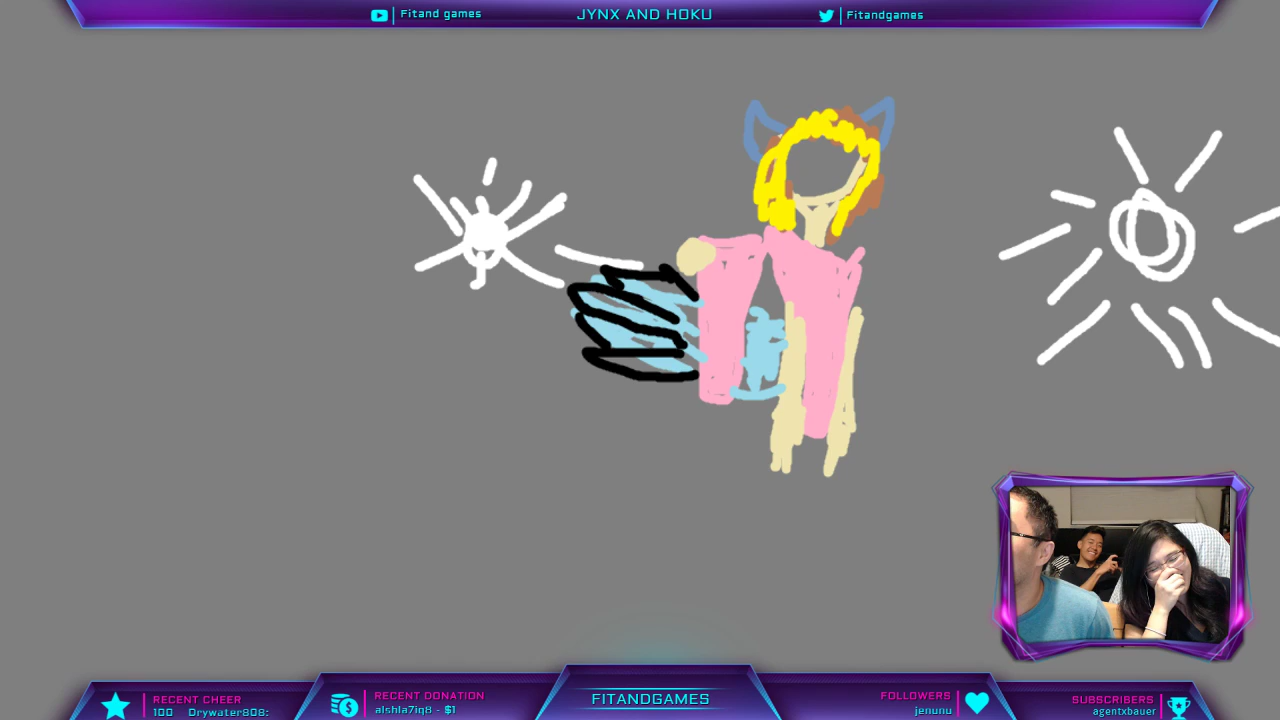 Fitand games
JYNX AND HOKU
Fitandgames
RECENT CHEER
100 Drywater808:
RECENT DONATION
alshla7iq8 - $1
FITANDGAMES
FOLLOWERS
jenunu
SUBSCRIBERS
agentxbauer